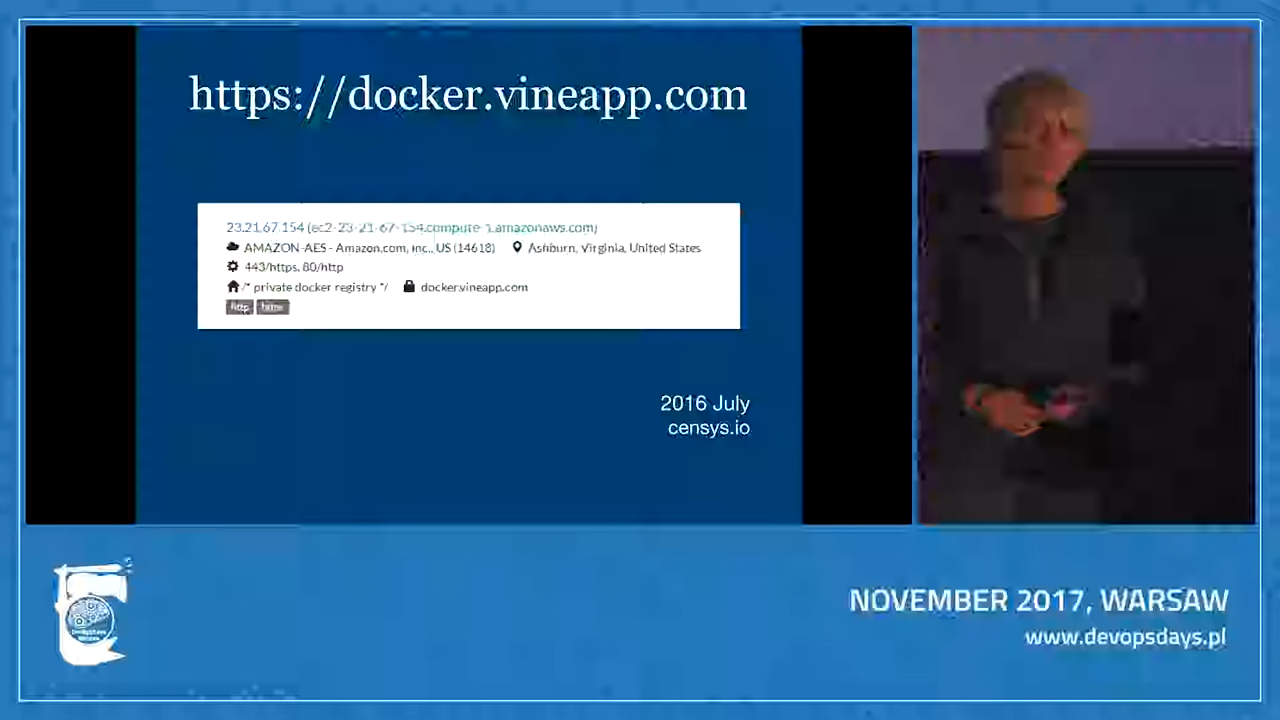 https://docker.vineapp.com
23.21.67.154 (ec2-23-21-67-154.compute-1.amazonaws.com)
AMAZON-AES - Amazon.com, Inc., US (14618) Ashburn, Virginia, United States
443/https, 80/http
/* private docker registry */ docker.vineapp.com
http https
2016 July
censys.io
NOVEMBER 2017, WARSAW
www.devopsdays.pl